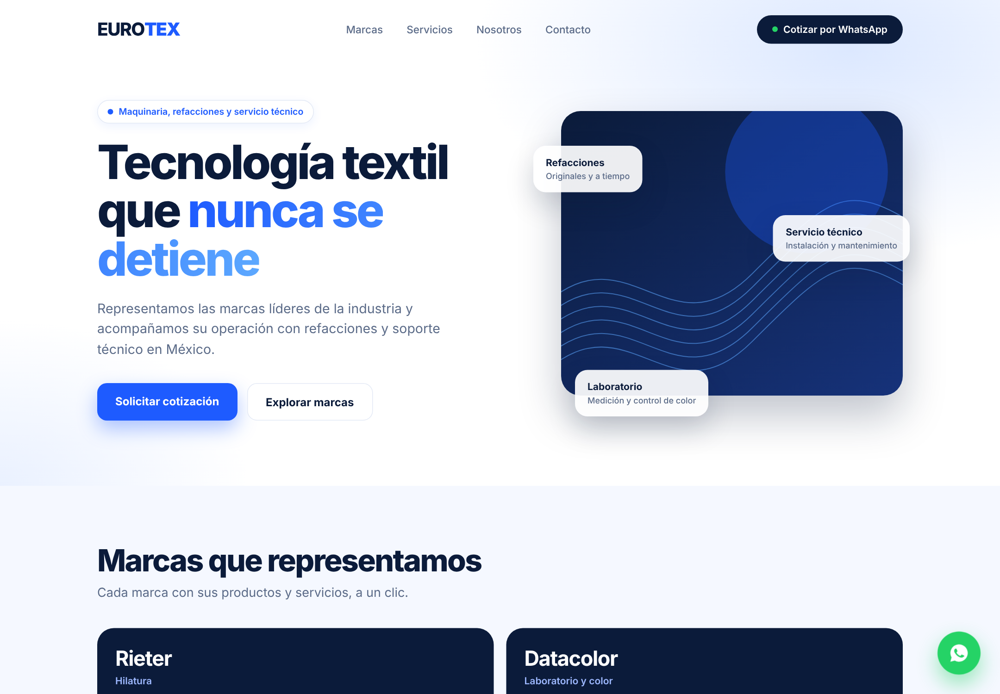 EUROTEX
Marcas
Servicios
Nosotros
Contacto
Cotizar por WhatsApp
Maquinaria, refacciones y servicio técnico
Tecnología textil
que nunca se
detiene
Representamos las marcas líderes de la industria y
acompañamos su operación con refacciones y soporte
técnico en México.
Solicitar cotización
Explorar marcas
Refacciones
Originales y a tiempo
Servicio técnico
Instalación y mantenimiento
Laboratorio
Medición y control de color
Marcas que representamos
Cada marca con sus productos y servicios, a un clic.
Rieter
Hilatura
Datacolor
Laboratorio y color